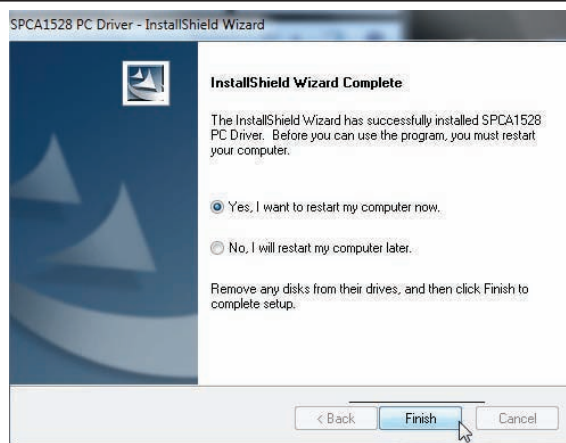 SPCA1528 PC Driver - InstallShield Wizard
InstallShield Wizard Complete
The InstallShield Wizard has successfully installed SPCA1528
PC Driver. Before you can use the program, you must restart
your computer.
Yes, I want to restart my computer now.
No, I will restart my computer later.
Remove any disks from their drives, and then click Finish to
complete setup.
< Back
Finish
Cancel